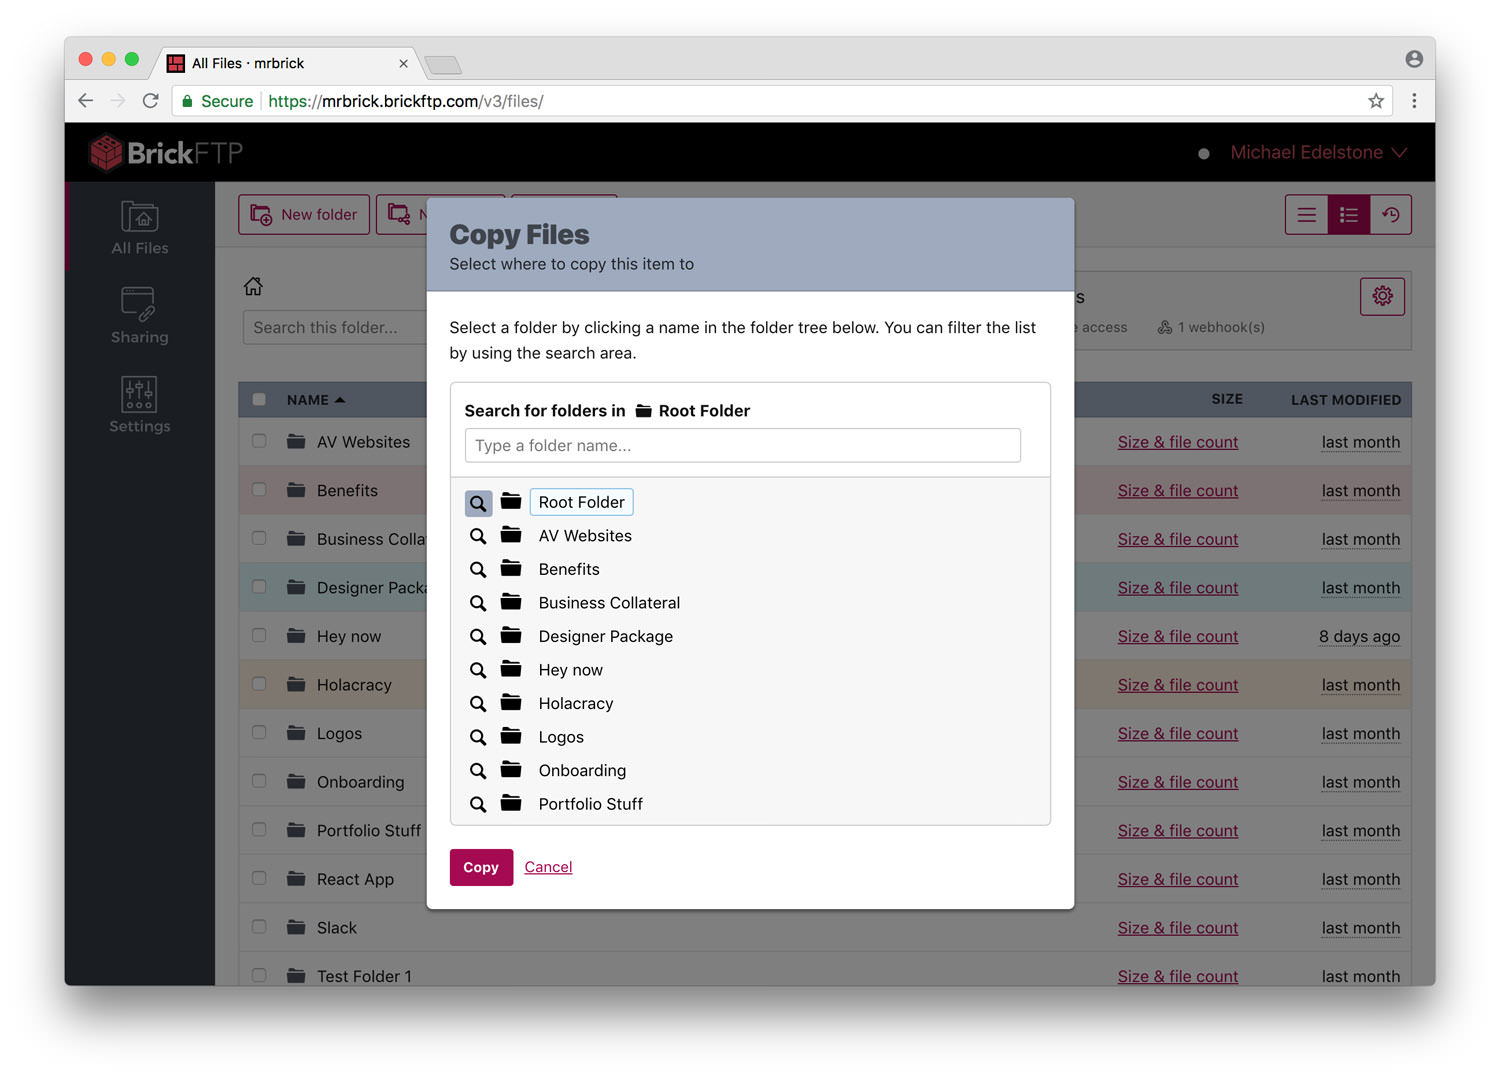 All Files · mrbrick
Secure https://mrbrick.brickftp.com/v3/files/
BrickFTP
Michael Edelstone
All Files
Sharing
Settings
New folder
N
Copy Files
Select where to copy this item to
Select a folder by clicking a name in the folder tree below. You can filter the list
by using the search area.
Search for folders in Root Folder
Type a folder name...
Root Folder
AV Websites
Benefits
Business Collateral
Designer Package
Hey now
Holacracy
Logos
Onboarding
Portfolio Stuff
Copy Cancel
Search this folder...
s
access 1 webhook(s)
NAME SIZE LAST MODIFIED
AV Websites Size & file count last month
Benefits Size & file count last month
Business Colla Size & file count last month
Designer Packa Size & file count last month
Hey now Size & file count 8 days ago
Holacracy Size & file count last month
Logos Size & file count last month
Onboarding Size & file count last month
Portfolio Stuff Size & file count last month
React App Size & file count last month
Slack Size & file count last month
Test Folder 1 Size & file count last month